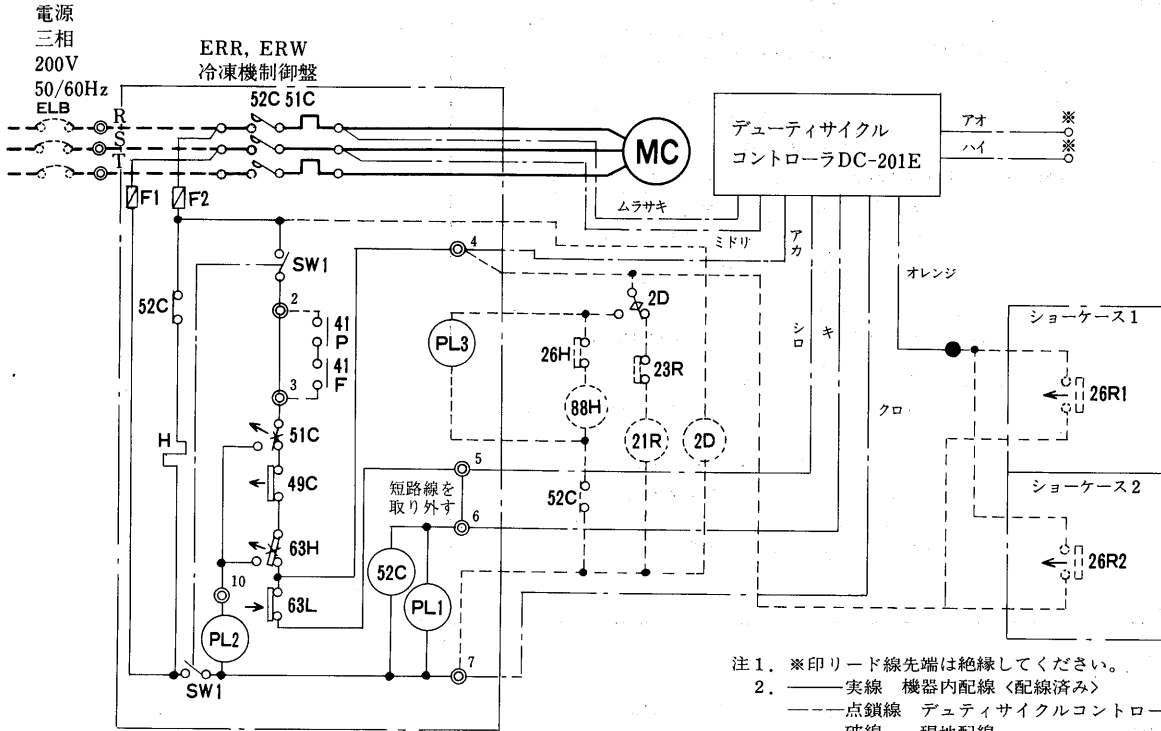 電源
三相
200V
50/60Hz
ELB
R
S
T
ERR, ERW
冷凍機制御盤
52C 51C
MC
デューティサイクル
コントローラDC-201E
アオ
ハイ
※
※
F1
F2
ムラサキ
ミドリ
アカ
シロ
キ
クロ
オレンジ
SW1
2
41
P
41
F
3
52C
H
51C
49C
63H
63L
10
PL2
SW1
4
PL3
5
短路線を
取り外す
6
52C
PL1
7
2D
26H
23R
88H
21R
2D
52C
ショーケース1
26R1
ショーケース2
26R2
注1. ※印リード線先端は絶縁してください。
2. 実線 機器内配線〈配線済み〉
点鎖線 デュティサイクルコントロー